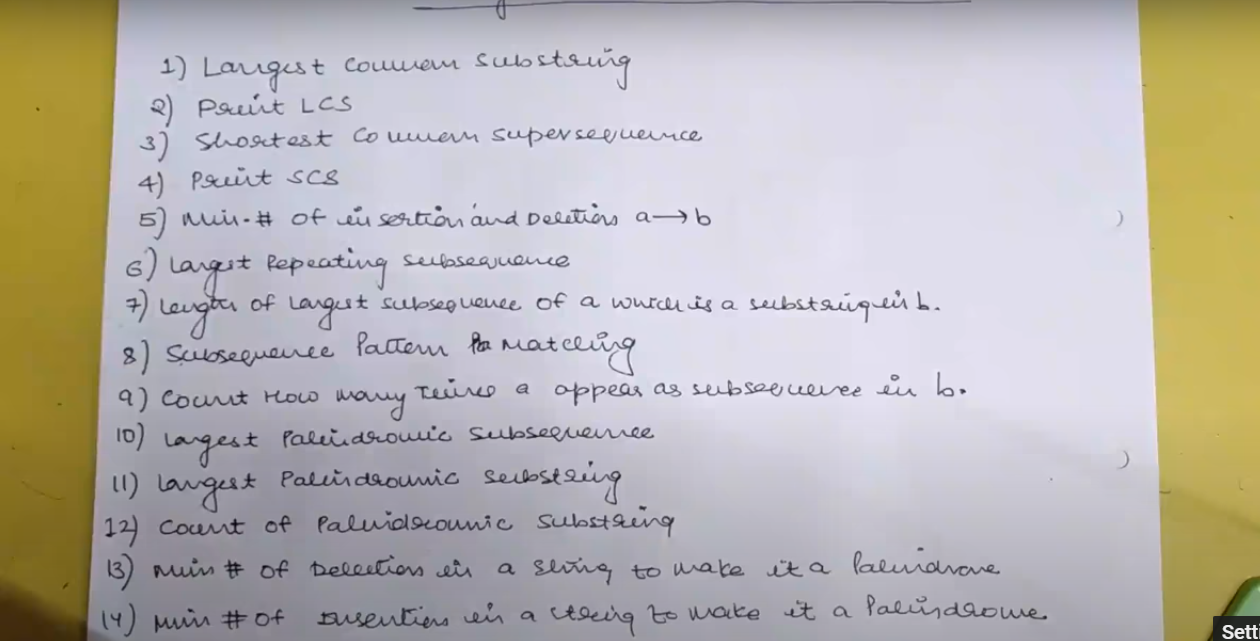 1) Largest Common Substring
2) Print LCS
3) Shortest Common Supersequence
4) Print SCS
5) Min.# of insertion and Deletions a→b
6) Largest Repeating Subsequence
7) Length of Largest subsequence of a which is a substring in b.
8) Subsequence Pattern Matching
9) Count How many Times a appear as subsequence in b.
10) Largest Palindromic Subsequence
11) Largest Palindromic Substring
12) Count of Palindromic Substring
13) Min # of Deletion in a string to make it a Palindrome
14) Min # of Insertion in a string to make it a Palindrome
Sett